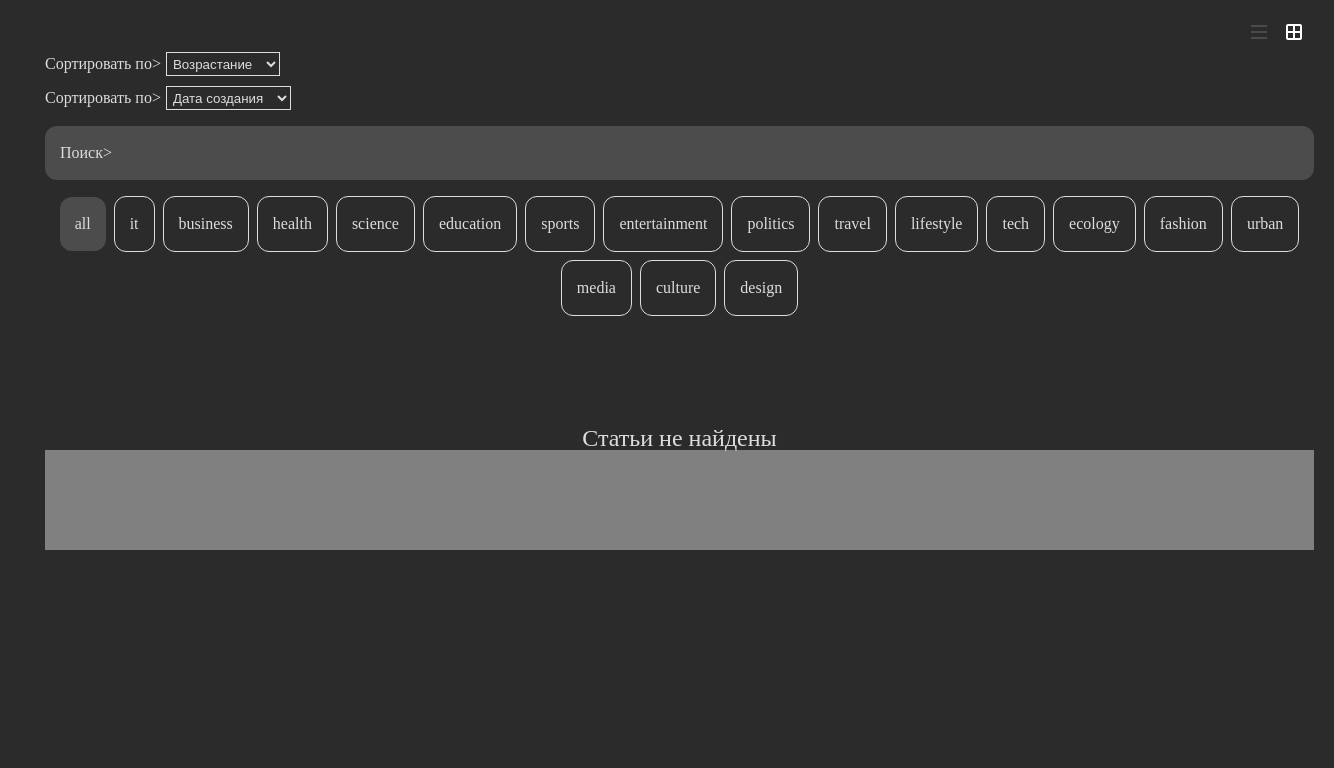 Сортировать по> Возрастание
Сортировать по> Дата создания
Поиск>
all it business health science education sports entertainment politics travel lifestyle tech ecology fashion urban
media culture design
Статьи не найдены